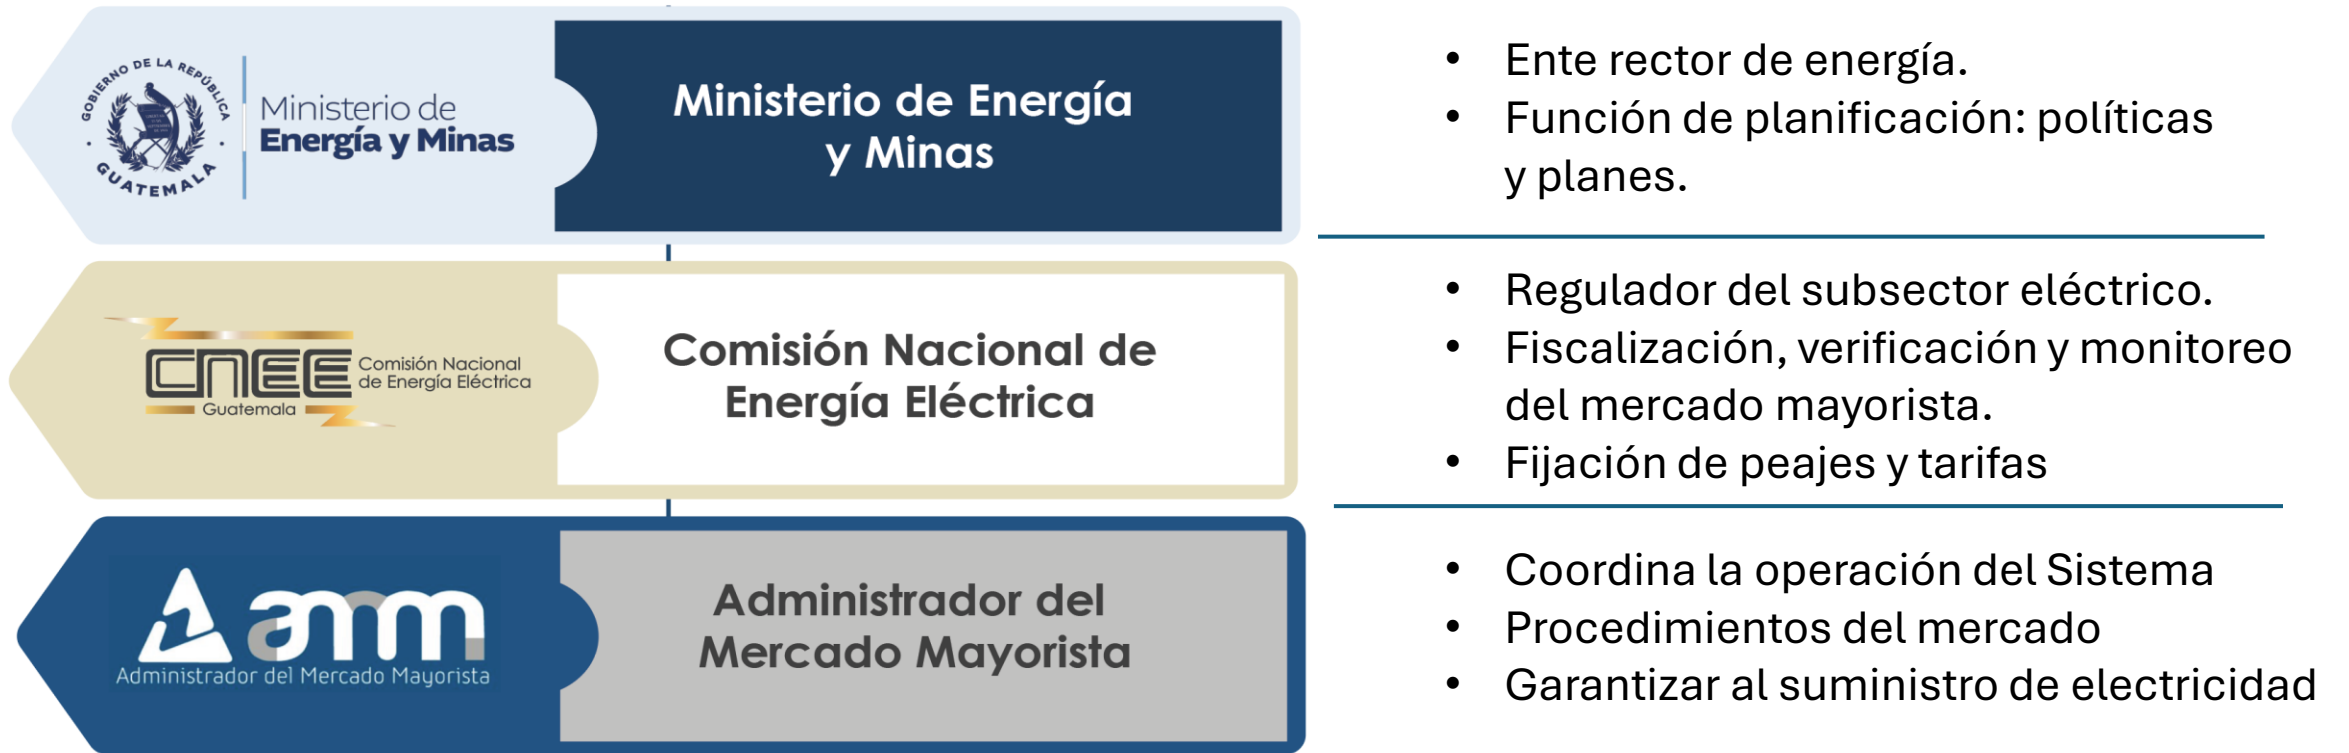 GOBIERNO DE LA REPÚBLICA
GUATEMALA
Ministerio de
Energía y Minas
Ministerio de Energía
y Minas
• Ente rector de energía.
• Función de planificación: políticas
y planes.
CNEE
Comisión Nacional
de Energía Eléctrica
Guatemala
Comisión Nacional de
Energía Eléctrica
• Regulador del subsector eléctrico.
• Fiscalización, verificación y monitoreo
del mercado mayorista.
• Fijación de peajes y tarifas
amm
Administrador del Mercado Mayorista
Administrador del
Mercado Mayorista
• Coordina la operación del Sistema
• Procedimientos del mercado
• Garantizar al suministro de electricidad